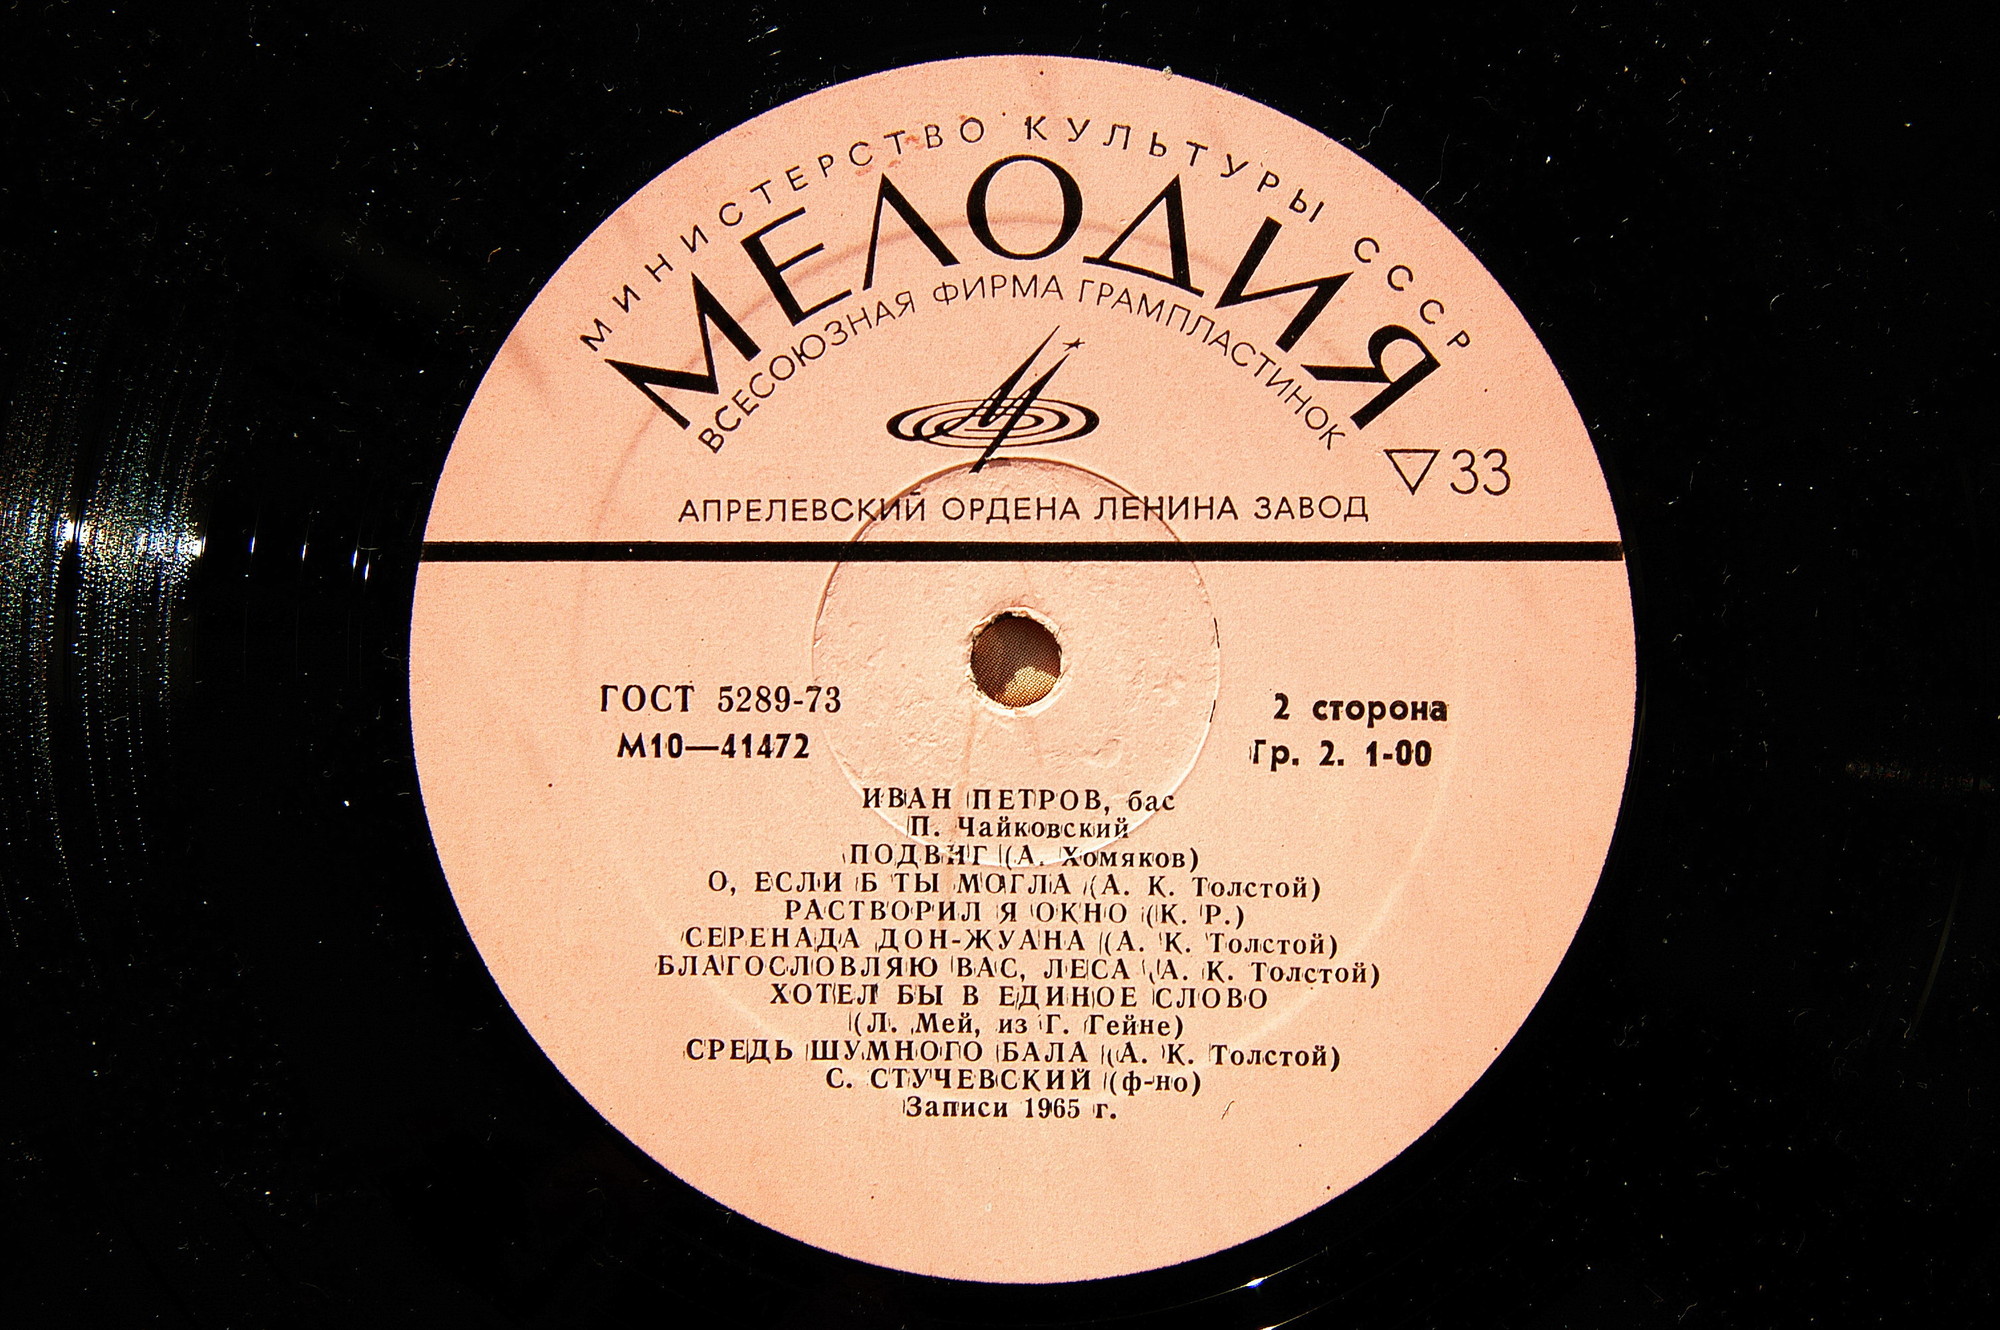 МИНИСТЕРСТВО КУЛЬТУРЫ СССР
МЕЛОДИЯ
ВСЕСОЮЗНАЯ ФИРМА ГРАМПЛАСТИНОК
33
АПРЕЛЕВСКИЙ ОРДЕНА ЛЕНИНА ЗАВОД
ГОСТ 5289-73
М10—41472
2 сторона
Гр. 2. 1-00
ИВАН ПЕТРОВ, бас
П. Чайковский
ПОДВИГ (А. Хомяков)
О, ЕСЛИ Б ТЫ МОГЛА (А. К. Толстой)
РАСТВОРИЛ Я ОКНО (К. Р.)
СЕРЕНАДА ДОН-ЖУАНА (А. К. Толстой)
БЛАГОСЛОВЛЯЮ ВАС, ЛЕСА (А. К. Толстой)
ХОТЕЛ БЫ В ЕДИНОЕ СЛОВО
(Л. Мей, из Г. Гейне)
СРЕДЬ ШУМНОГО БАЛА (А. К. Толстой)
С. СТУЧЕВСКИЙ (ф-но)
Записи 1965 г.